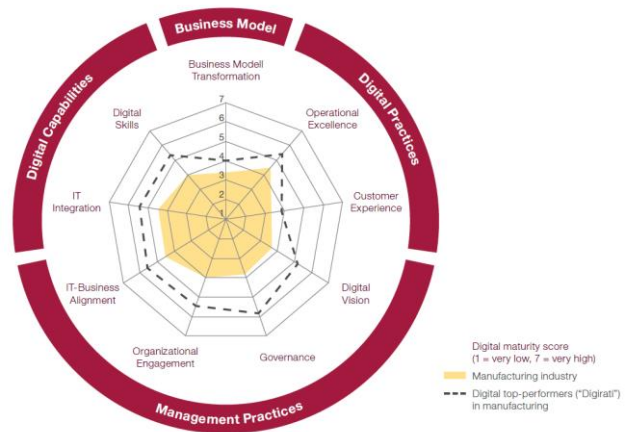 Business Model
Digital Capabilities
Digital Practices
Management Practices
Business Modell
Transformation
Operational
Excellence
Customer
Experience
Digital
Vision
Governance
Organizational
Engagement
IT-Business
Alignment
IT
Integration
Digital
Skills
7
6
5
4
3
2
1
Digital maturity score
(1 = very low, 7 = very high)
Manufacturing industry
Digital top-performers ("Digirati")
in manufacturing